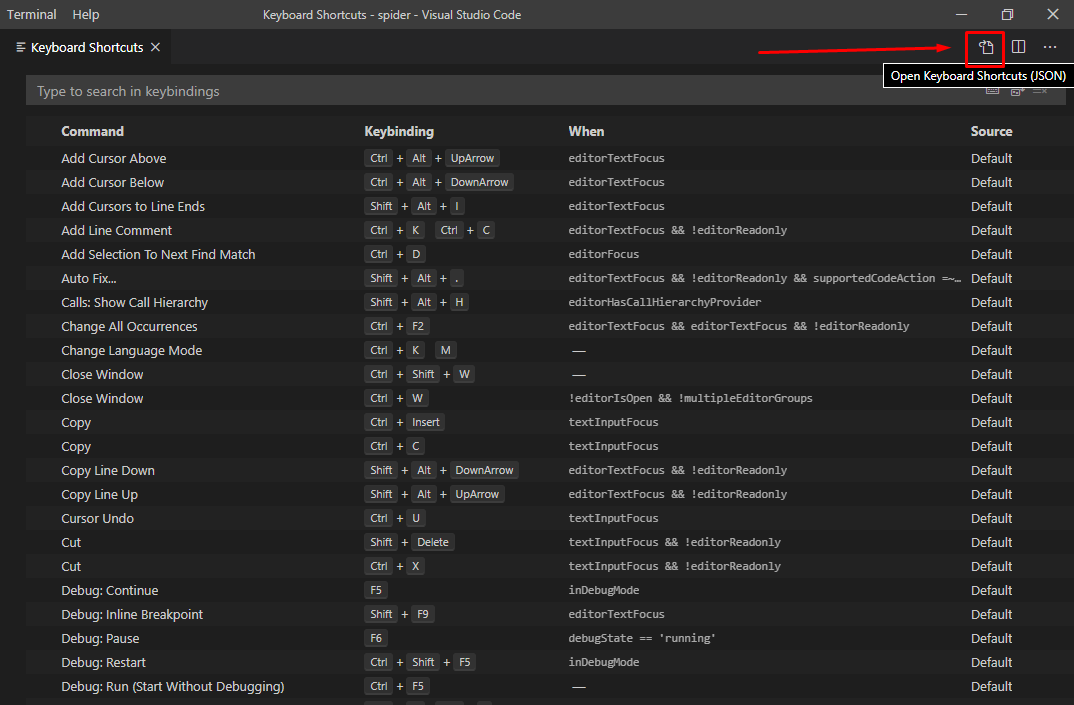 Terminal Help Keyboard Shortcuts - spider - Visual Studio Code
Keyboard Shortcuts
Open Keyboard Shortcuts (JSON)
Type to search in keybindings
Command Keybinding When Source
Add Cursor Above Ctrl + Alt + UpArrow editorTextFocus Default
Add Cursor Below Ctrl + Alt + DownArrow editorTextFocus Default
Add Cursors to Line Ends Shift + Alt + I editorTextFocus Default
Add Line Comment Ctrl + K Ctrl + C editorTextFocus && !editorReadonly Default
Add Selection To Next Find Match Ctrl + D editorFocus Default
Auto Fix... Shift + Alt + . editorTextFocus && !editorReadonly && supportedCodeAction =~… Default
Calls: Show Call Hierarchy Shift + Alt + H editorHasCallHierarchyProvider Default
Change All Occurrences Ctrl + F2 editorTextFocus && editorTextFocus && !editorReadonly Default
Change Language Mode Ctrl + K M — Default
Close Window Ctrl + Shift + W — Default
Close Window Ctrl + W !editorIsOpen && !multipleEditorGroups Default
Copy Ctrl + Insert textInputFocus Default
Copy Ctrl + C textInputFocus Default
Copy Line Down Shift + Alt + DownArrow editorTextFocus && !editorReadonly Default
Copy Line Up Shift + Alt + UpArrow editorTextFocus && !editorReadonly Default
Cursor Undo Ctrl + U textInputFocus Default
Cut Shift + Delete textInputFocus && !editorReadonly Default
Cut Ctrl + X textInputFocus && !editorReadonly Default
Debug: Continue F5 inDebugMode Default
Debug: Inline Breakpoint Shift + F9 editorTextFocus Default
Debug: Pause F6 debugState == 'running' Default
Debug: Restart Ctrl + Shift + F5 inDebugMode Default
Debug: Run (Start Without Debugging) Ctrl + F5 — Default